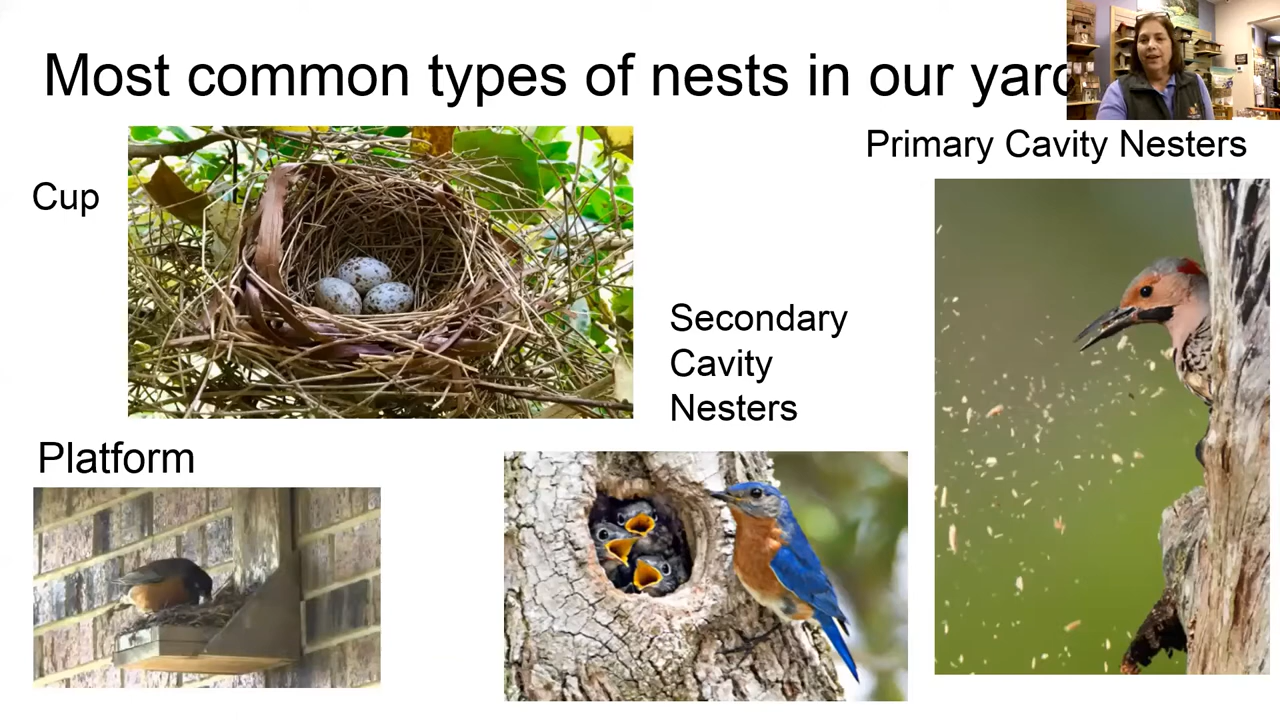 Most common types of nests in our yard
Cup
Primary Cavity Nesters
Secondary
Cavity
Nesters
Platform